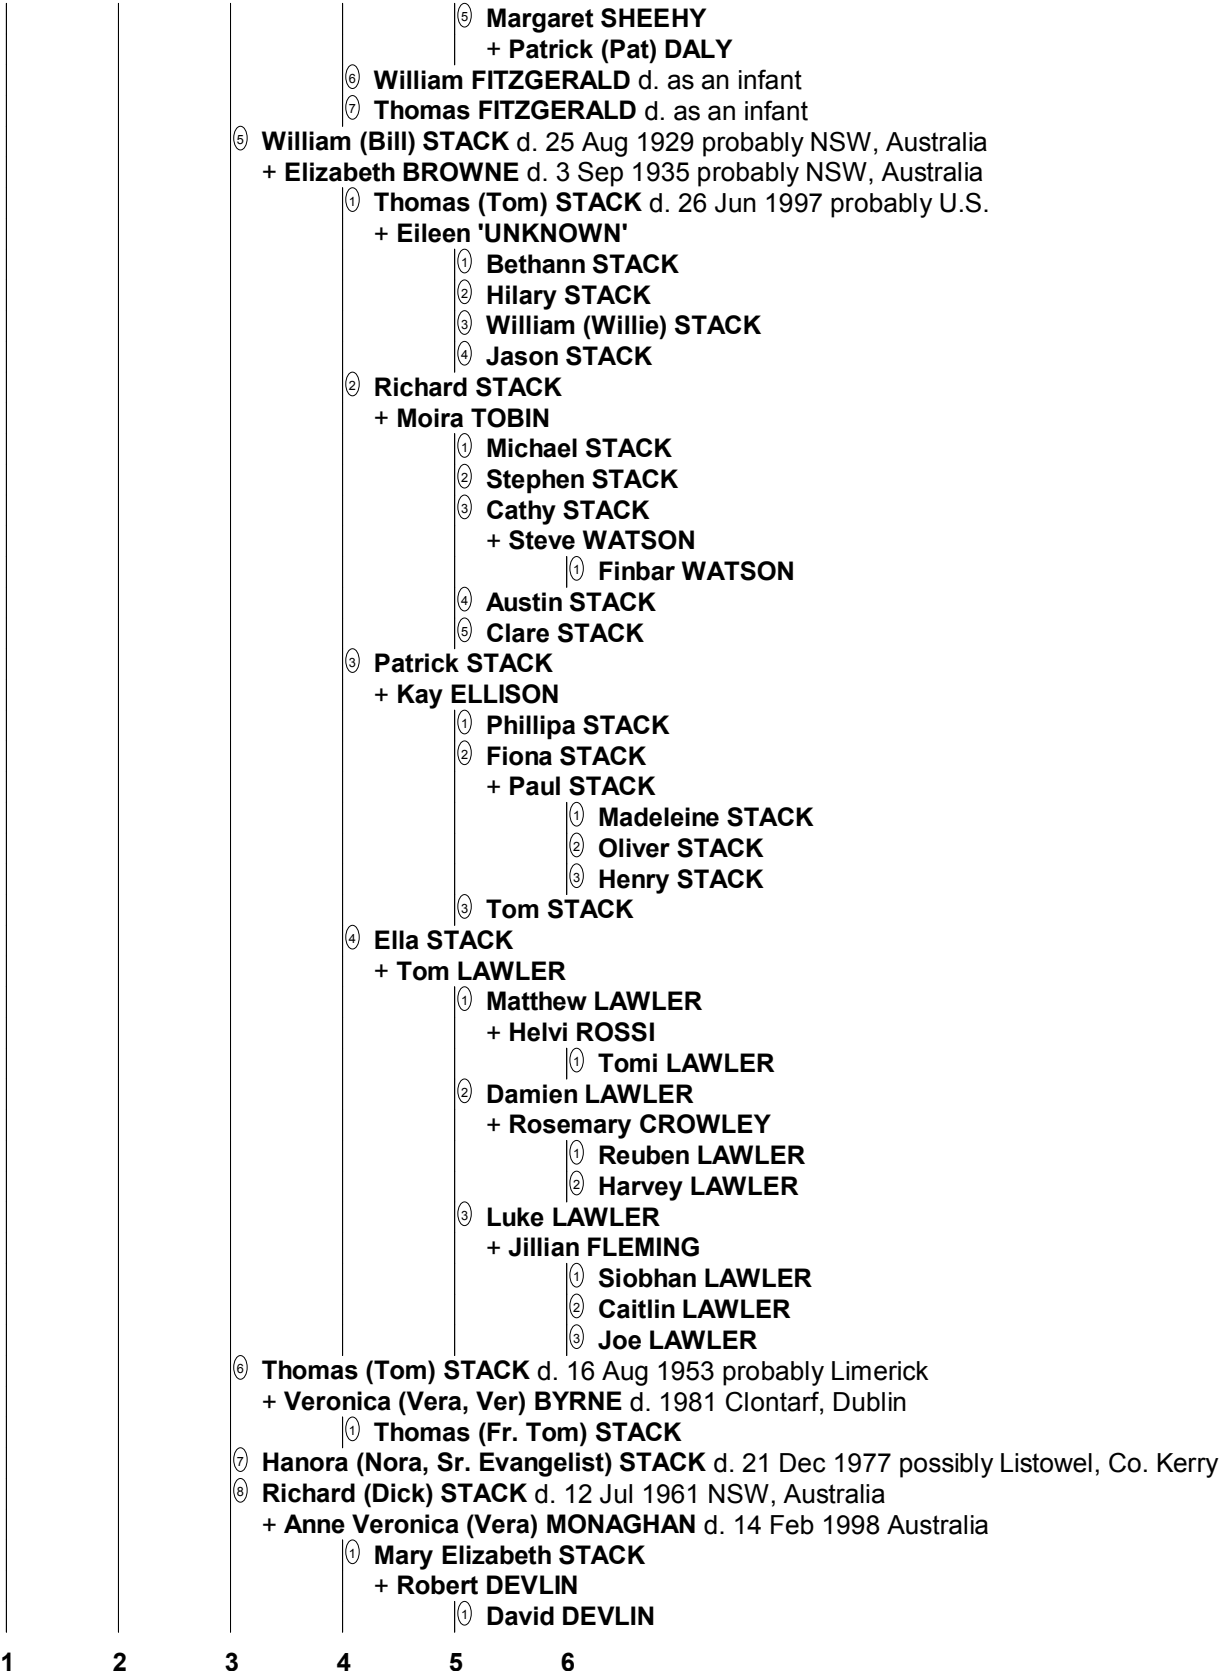 ⑤ Margaret SHEEHY
+ Patrick (Pat) DALY
⑥ William FITZGERALD d. as an infant
⑦ Thomas FITZGERALD d. as an infant
⑤ William (Bill) STACK d. 25 Aug 1929 probably NSW, Australia
+ Elizabeth BROWNE d. 3 Sep 1935 probably NSW, Australia
① Thomas (Tom) STACK d. 26 Jun 1997 probably U.S.
+ Eileen 'UNKNOWN'
① Bethann STACK
② Hilary STACK
③ William (Willie) STACK
④ Jason STACK
② Richard STACK
+ Moira TOBIN
① Michael STACK
② Stephen STACK
③ Cathy STACK
+ Steve WATSON
① Finbar WATSON
④ Austin STACK
⑤ Clare STACK
③ Patrick STACK
+ Kay ELLISON
① Phillipa STACK
② Fiona STACK
+ Paul STACK
① Madeleine STACK
② Oliver STACK
③ Henry STACK
③ Tom STACK
④ Ella STACK
+ Tom LAWLER
① Matthew LAWLER
+ Helvi ROSSI
① Tomi LAWLER
② Damien LAWLER
+ Rosemary CROWLEY
① Reuben LAWLER
② Harvey LAWLER
③ Luke LAWLER
+ Jillian FLEMING
① Siobhan LAWLER
② Caitlin LAWLER
③ Joe LAWLER
⑥ Thomas (Tom) STACK d. 16 Aug 1953 probably Limerick
+ Veronica (Vera, Ver) BYRNE d. 1981 Clontarf, Dublin
① Thomas (Fr. Tom) STACK
⑦ Hanora (Nora, Sr. Evangelist) STACK d. 21 Dec 1977 possibly Listowel, Co. Kerry
⑧ Richard (Dick) STACK d. 12 Jul 1961 NSW, Australia
+ Anne Veronica (Vera) MONAGHAN d. 14 Feb 1998 Australia
① Mary Elizabeth STACK
+ Robert DEVLIN
① David DEVLIN
1 2 3 4 5 6